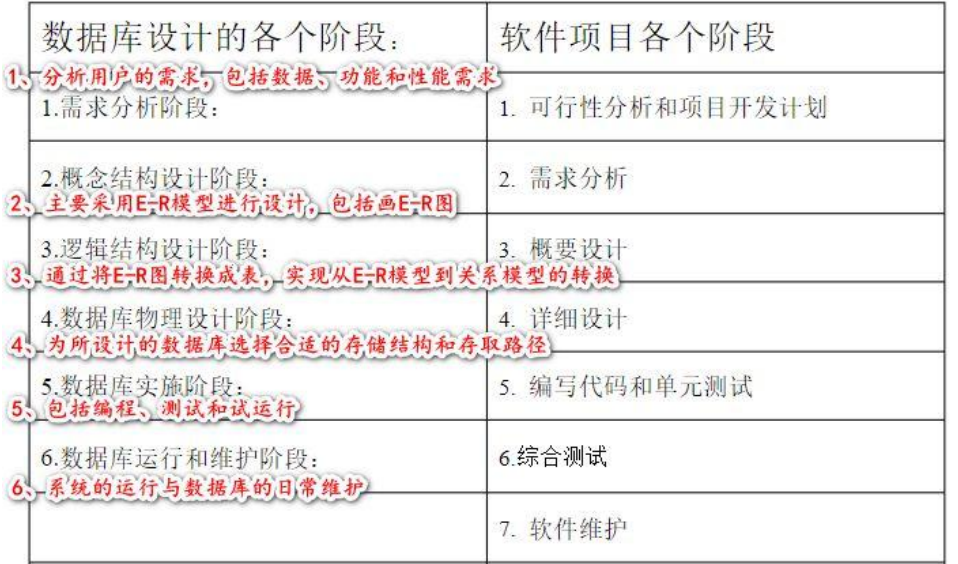 数据库设计的各个阶段:
软件项目各个阶段
1、分析用户的需求，包括数据、功能和性能需求
1.需求分析阶段:
1. 可行性分析和项目开发计划
2.概念结构设计阶段:
2. 需求分析
2、主要采用E-R模型进行设计，包括画E-R图
3.逻辑结构设计阶段:
3. 概要设计
3、通过将E-R图转换成表，实现从E-R模型到关系模型的转换
4.数据库物理设计阶段:
4. 详细设计
4、为所设计的数据库选择合适的存储结构和存取路径
5.数据库实施阶段:
5. 编写代码和单元测试
5、包括编程、测试和试运行
6.数据库运行和维护阶段:
6.综合测试
6、系统的运行与数据库的日常维护
7. 软件维护